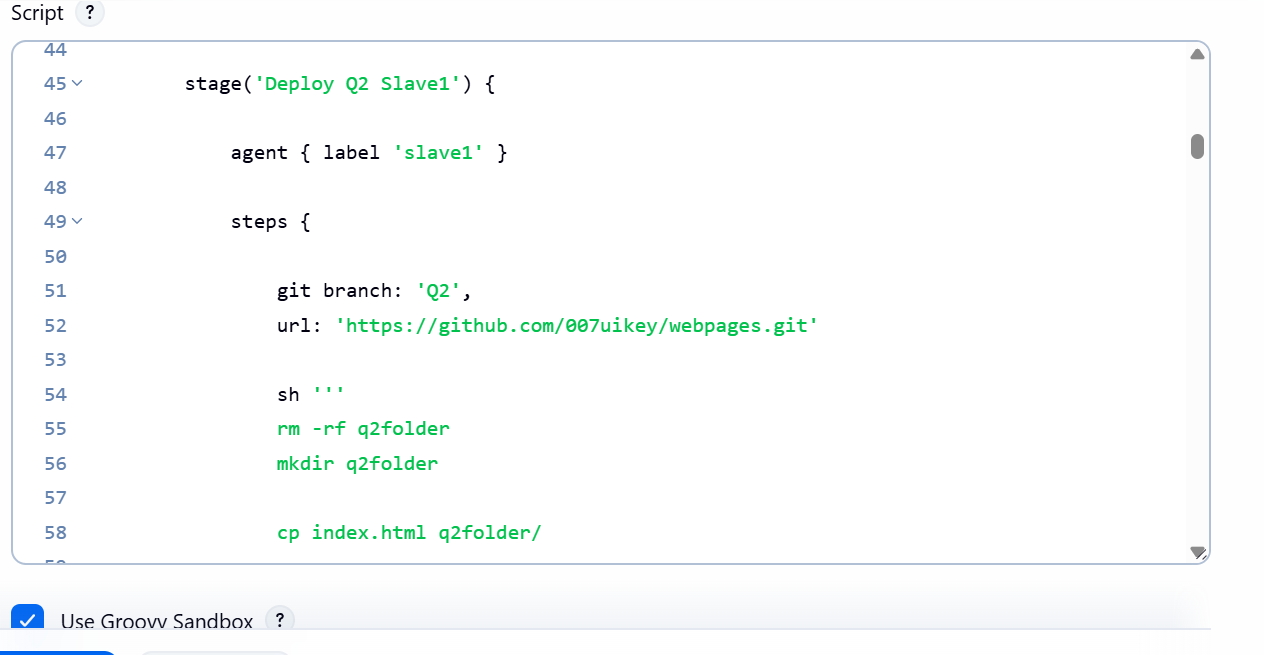 Script ?
44
45 stage('Deploy Q2 Slave1') {
46
47 agent { label 'slave1' }
48
49 steps {
50
51 git branch: 'Q2',
52 url: 'https://github.com/007uikey/webpages.git'
53
54 sh '''
55 rm -rf q2folder
56 mkdir q2folder
57
58 cp index.html q2folder/
Use Groovy Sandbox ?